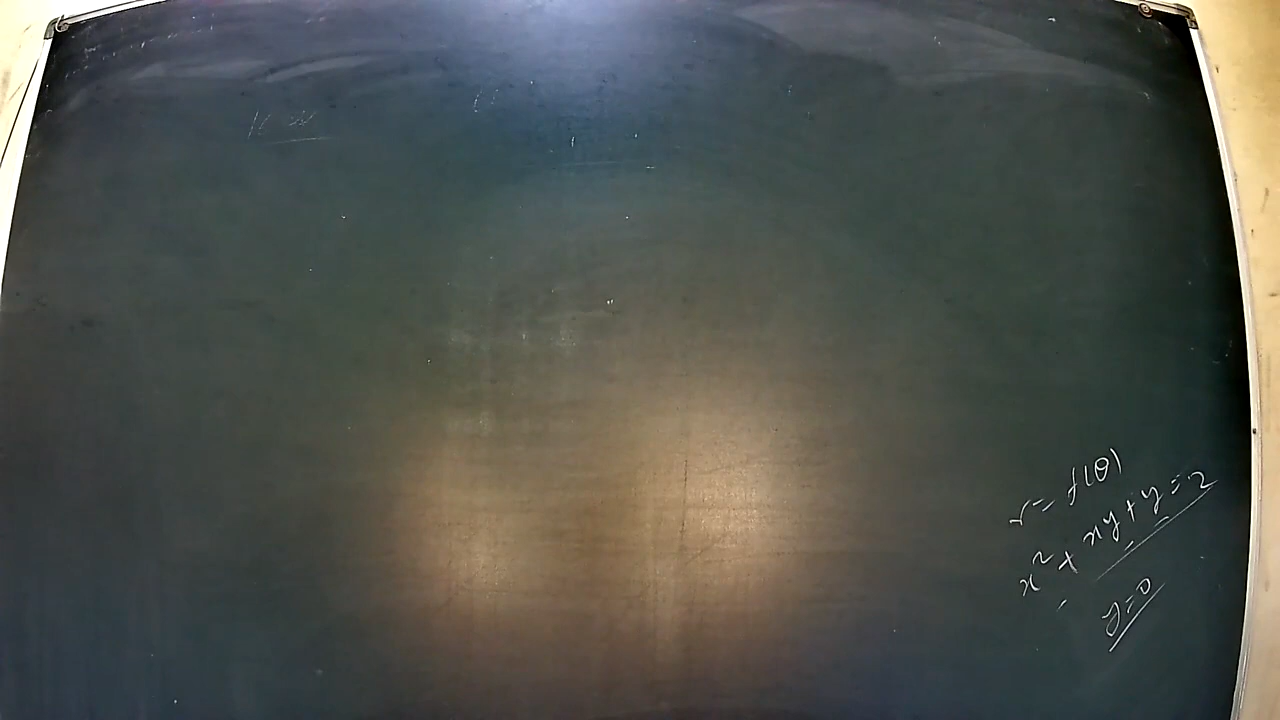 r = f(θ)
x² + xy + y = 2
y = 0